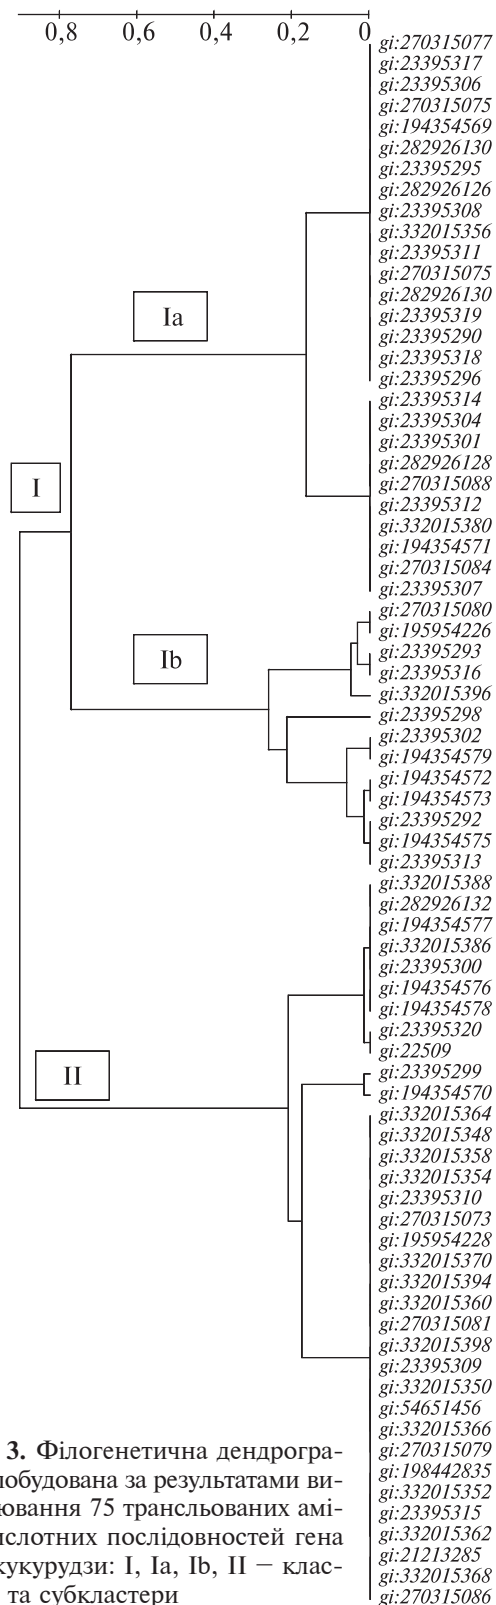 0,8 0,6 0,4 0,2 0
gi:270315077
gi:23395317
gi:23395306
gi:270315075
gi:194354569
gi:282926130
gi:23395295
gi:282926126
gi:23395308
gi:332015356
gi:23395311
gi:270315075
gi:282926130
gi:23395319
Ia
gi:23395290
gi:23395318
gi:23395296
gi:23395314
gi:23395304
gi:23395301
gi:282926128
I
gi:270315088
gi:23395312
gi:332015380
gi:194354571
gi:270315084
gi:23395307
gi:270315080
gi:195954226
gi:23395293
Ib
gi:23395316
gi:332015396
gi:23395298
gi:23395302
gi:194354579
gi:194354572
gi:194354573
gi:23395292
gi:194354575
gi:23395313
gi:332015388
gi:282926132
gi:194354577
gi:332015386
gi:23395300
gi:194354576
gi:194354578
gi:23395320
gi:22509
II
gi:23395299
gi:194354570
gi:332015364
gi:332015348
gi:332015358
gi:332015354
gi:23395310
gi:270315073
gi:195954228
gi:332015370
gi:332015394
gi:332015360
gi:270315081
gi:332015398
gi:23395309
gi:332015350
gi:54651456
gi:332015366
gi:270315079
gi:198442835
gi:332015352
gi:23395315
gi:332015362
gi:21213285
gi:332015368
gi:270315086
3. Філогенетична дендрогра-
побудована за результатами ви-
ювання 75 трансльованих амі-
ислотних послідовностей гена
кукурудзи: I, Ia, Ib, II – клас-
та субкластери